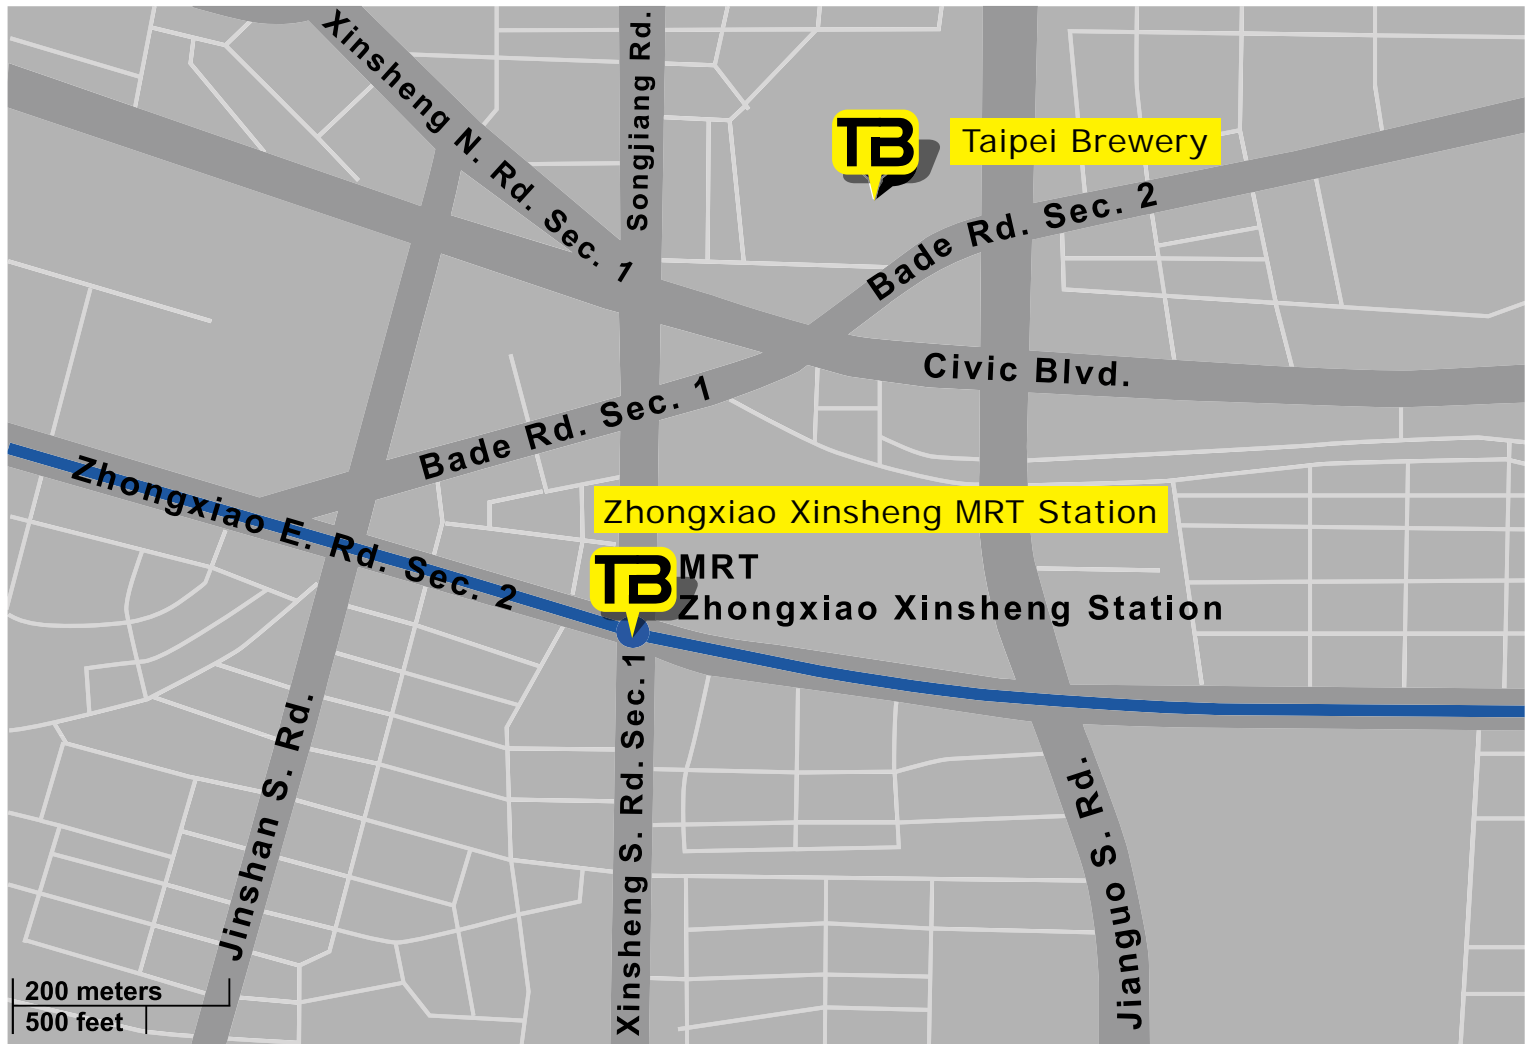 Xinsheng N. Rd. Sec. 1
Songjiang Rd.
TB
Taipei Brewery
Bade Rd. Sec. 2
Civic Blvd.
Bade Rd. Sec. 1
Zhongxiao E. Rd. Sec. 2
Zhongxiao Xinsheng MRT Station
TB
MRT
Zhongxiao Xinsheng Station
Jinshan S. Rd.
Xinsheng S. Rd. Sec. 1
Jianguo S. Rd.
200 meters
500 feet